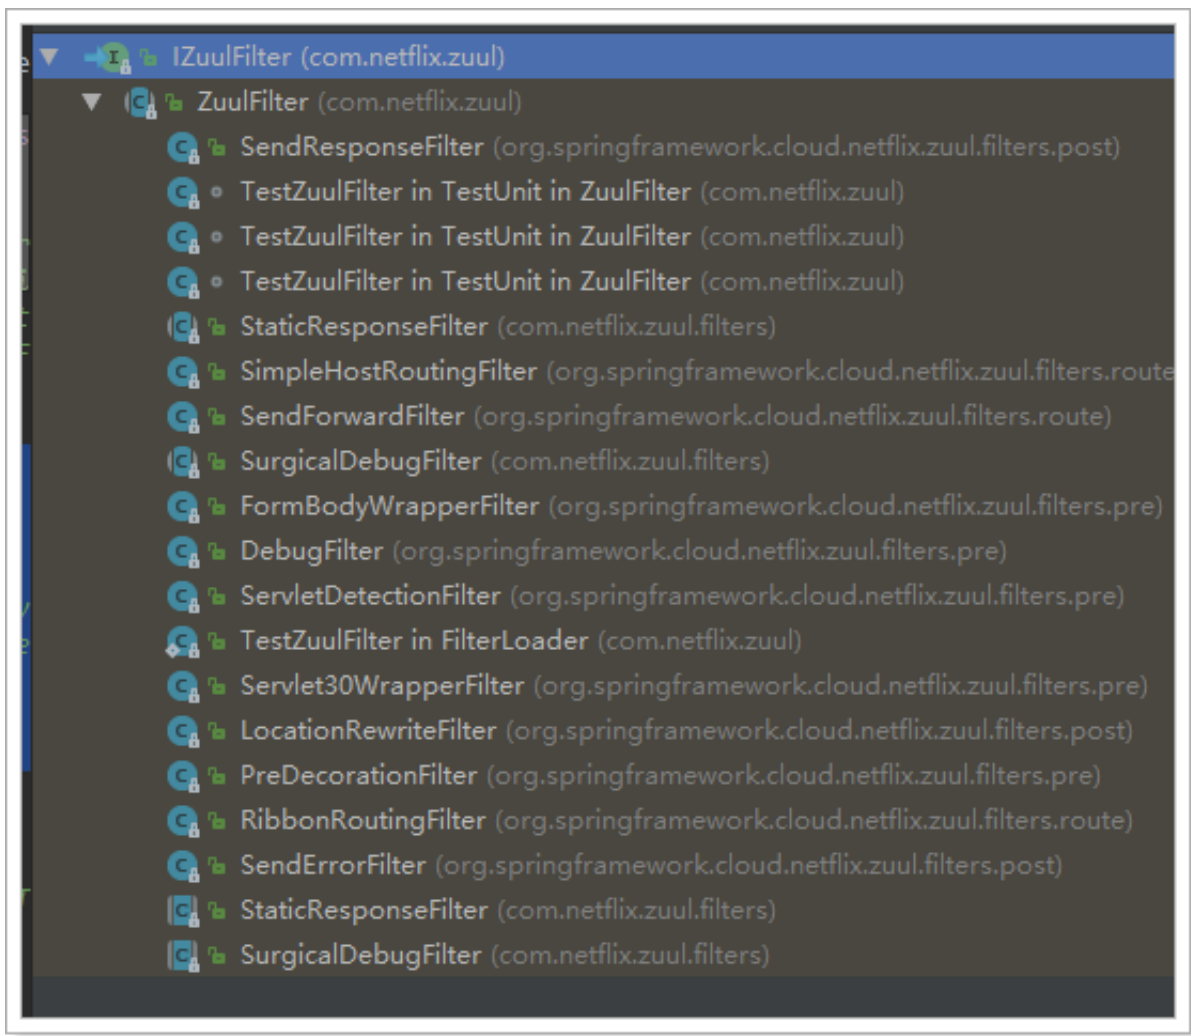 IZuulFilter (com.netflix.zuul)
ZuulFilter (com.netflix.zuul)
SendResponseFilter (org.springframework.cloud.netflix.zuul.filters.post)
TestZuulFilter in TestUnit in ZuulFilter (com.netflix.zuul)
TestZuulFilter in TestUnit in ZuulFilter (com.netflix.zuul)
TestZuulFilter in TestUnit in ZuulFilter (com.netflix.zuul)
StaticResponseFilter (com.netflix.zuul.filters)
SimpleHostRoutingFilter (org.springframework.cloud.netflix.zuul.filters.route
SendForwardFilter (org.springframework.cloud.netflix.zuul.filters.route)
SurgicalDebugFilter (com.netflix.zuul.filters)
FormBodyWrapperFilter (org.springframework.cloud.netflix.zuul.filters.pre)
DebugFilter (org.springframework.cloud.netflix.zuul.filters.pre)
ServletDetectionFilter (org.springframework.cloud.netflix.zuul.filters.pre)
TestZuulFilter in FilterLoader (com.netflix.zuul)
Servlet30WrapperFilter (org.springframework.cloud.netflix.zuul.filters.pre)
LocationRewriteFilter (org.springframework.cloud.netflix.zuul.filters.post)
PreDecorationFilter (org.springframework.cloud.netflix.zuul.filters.pre)
RibbonRoutingFilter (org.springframework.cloud.netflix.zuul.filters.route)
SendErrorFilter (org.springframework.cloud.netflix.zuul.filters.post)
StaticResponseFilter (com.netflix.zuul.filters)
SurgicalDebugFilter (com.netflix.zuul.filters)